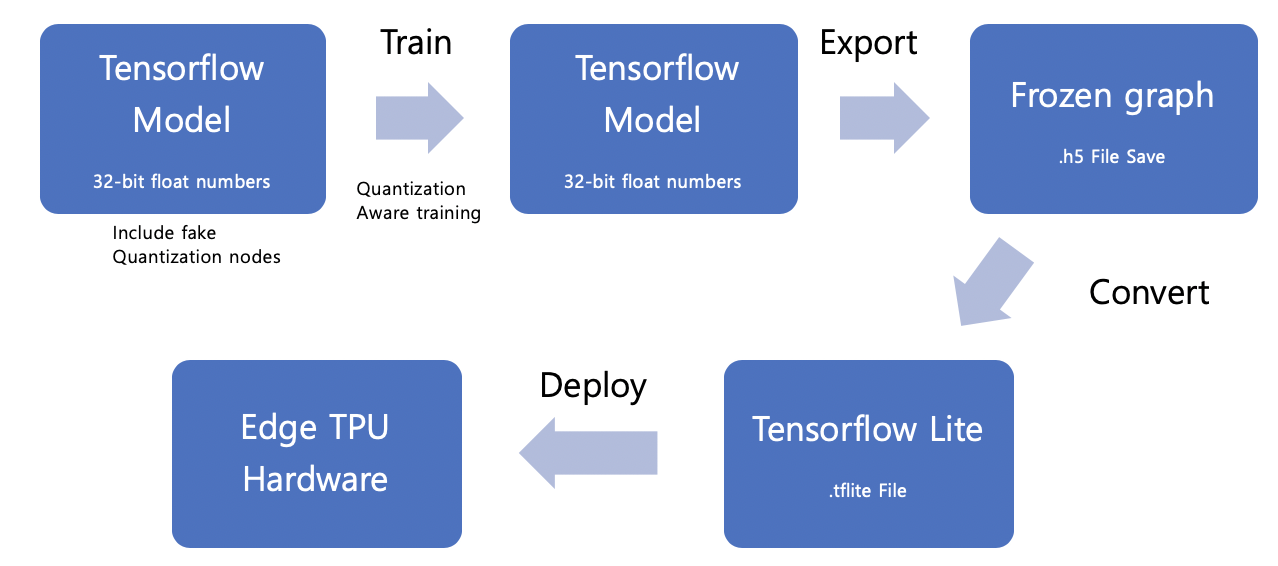 Tensorflow
Model
32-bit float numbers
Include fake
Quantization nodes
Train
Quantization
Aware training
Tensorflow
Model
32-bit float numbers
Export
Frozen graph
.h5 File Save
Convert
Tensorflow Lite
.tflite File
Deploy
Edge TPU
Hardware